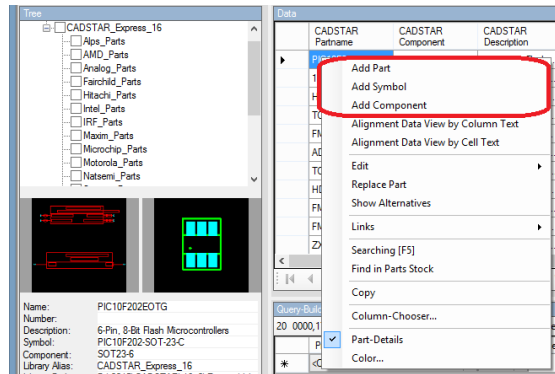 Tree
CADSTAR_Express_16
Alps_Parts
AMD_Parts
Analog_Parts
Fairchild_Parts
Hitachi_Parts
Intel_Parts
IRF_Parts
Maxim_Parts
Microchip_Parts
Motorola_Parts
Natsemi_Parts
Name: PIC10F202EOTG
Number:
Description: 6-Pin, 8-Bit Flash Microcontrollers
Symbol: PIC10F202-SOT-23-C
Component: SOT23-6
Library Alias: CADSTAR_Express_16
Data
CADSTAR Partname
CADSTAR Component
CADSTAR Description
Add Part
Add Symbol
Add Component
Alignment Data View by Column Text
Alignment Data View by Cell Text
Edit
Replace Part
Show Alternatives
Links
Searching [F5]
Find in Parts Stock
Copy
Column-Chooser...
Part-Details
Color...
Query-Buil
20 0000,1